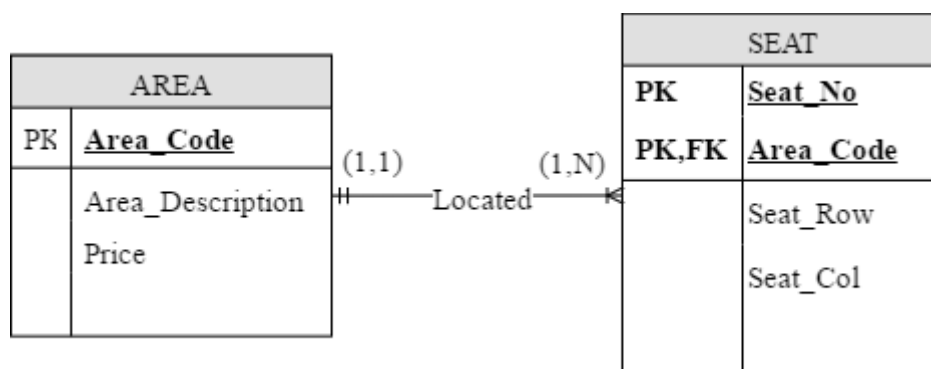 AREA
PK Area_Code
Area_Description
Price
(1,1)
Located
(1,N)
SEAT
PK Seat_No
PK,FK Area_Code
Seat_Row
Seat_Col